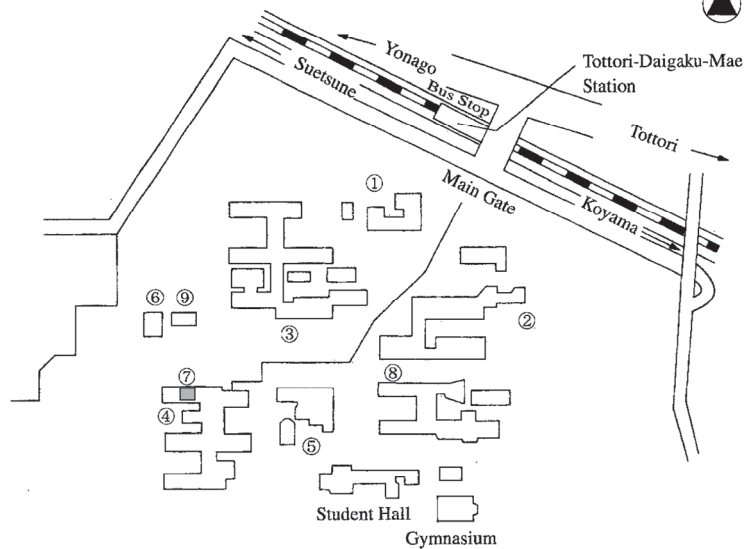 Yonago
Suetsune
Bus Stop
Tottori-Daigaku-Mae
Station
Tottori
Main Gate
Koyama
①
②
③
⑥
⑨
⑦
④
⑤
⑧
Student Hall
Gymnasium